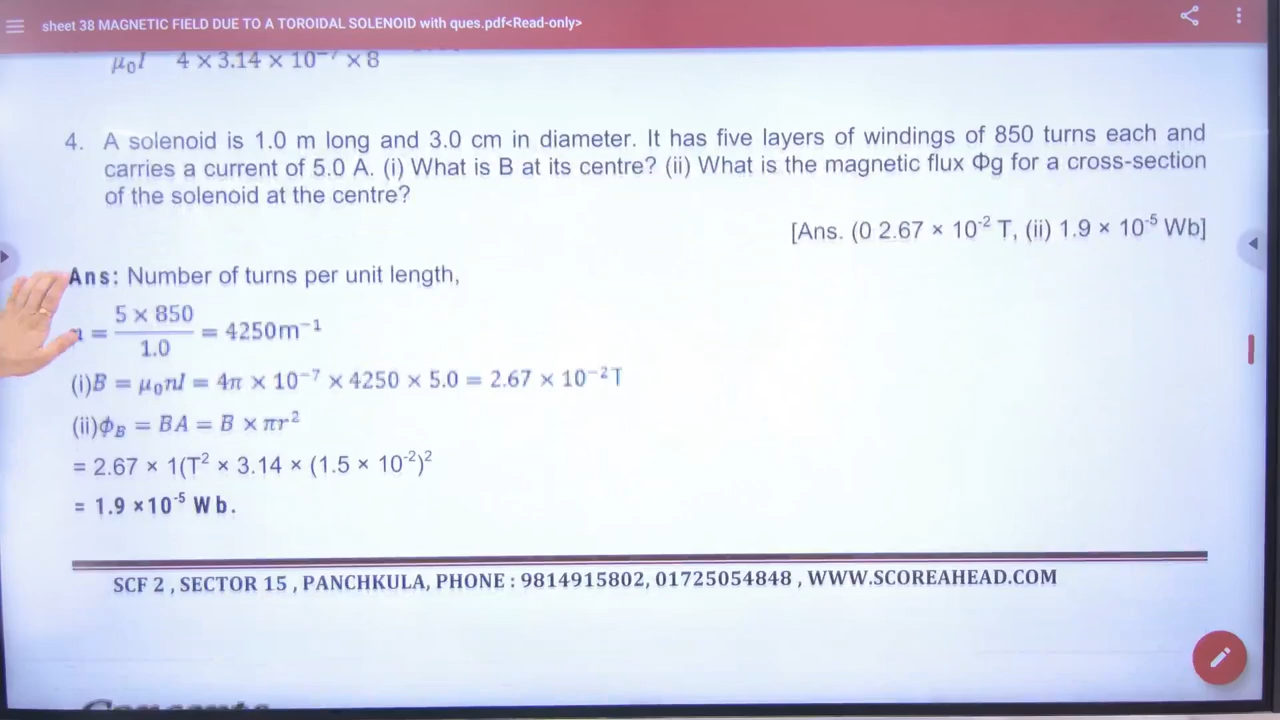 sheet 38 MAGNETIC FIELD DUE TO A TOROIDAL SOLENOID with ques.pdf<Read-only>
μ₀I 4 × 3.14 × 10⁻⁷ × 8
4. A solenoid is 1.0 m long and 3.0 cm in diameter. It has five layers of windings of 850 turns each and
carries a current of 5.0 A. (i) What is B at its centre? (ii) What is the magnetic flux Φg for a cross-section
of the solenoid at the centre?
[Ans. (0 2.67 × 10⁻² T, (ii) 1.9 × 10⁻⁵ Wb]
Ans: Number of turns per unit length,
= 5 × 850 / 1.0 = 4250m⁻¹
(i)B = μ₀nI = 4π × 10⁻⁷ × 4250 × 5.0 = 2.67 × 10⁻²T
(ii)ϕ_B = BA = B × πr²
= 2.67 × 1(T² × 3.14 × (1.5 × 10⁻²)²
= 1.9 ×10⁻⁵ W b.
SCF 2 , SECTOR 15 , PANCHKULA, PHONE : 9814915802, 01725054848 , WWW.SCOREAHEAD.COM